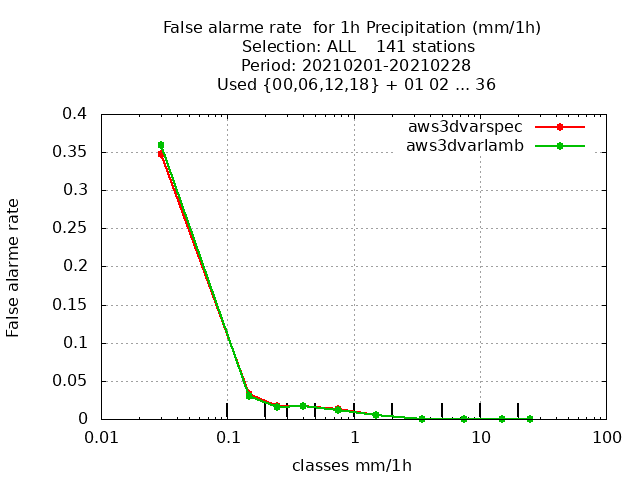 False alarme rate  for 1h Precipitation (mm/1h)
Selection: ALL    141 stations
Period: 20210201-20210228
Used {00,06,12,18} + 01 02 ... 36
aws3dvarspec
aws3dvarlamb
False alarme rate
0.4
0.35
0.3
0.25
0.2
0.15
0.1
0.05
0
0.01 0.1 1 10 100
classes mm/1h